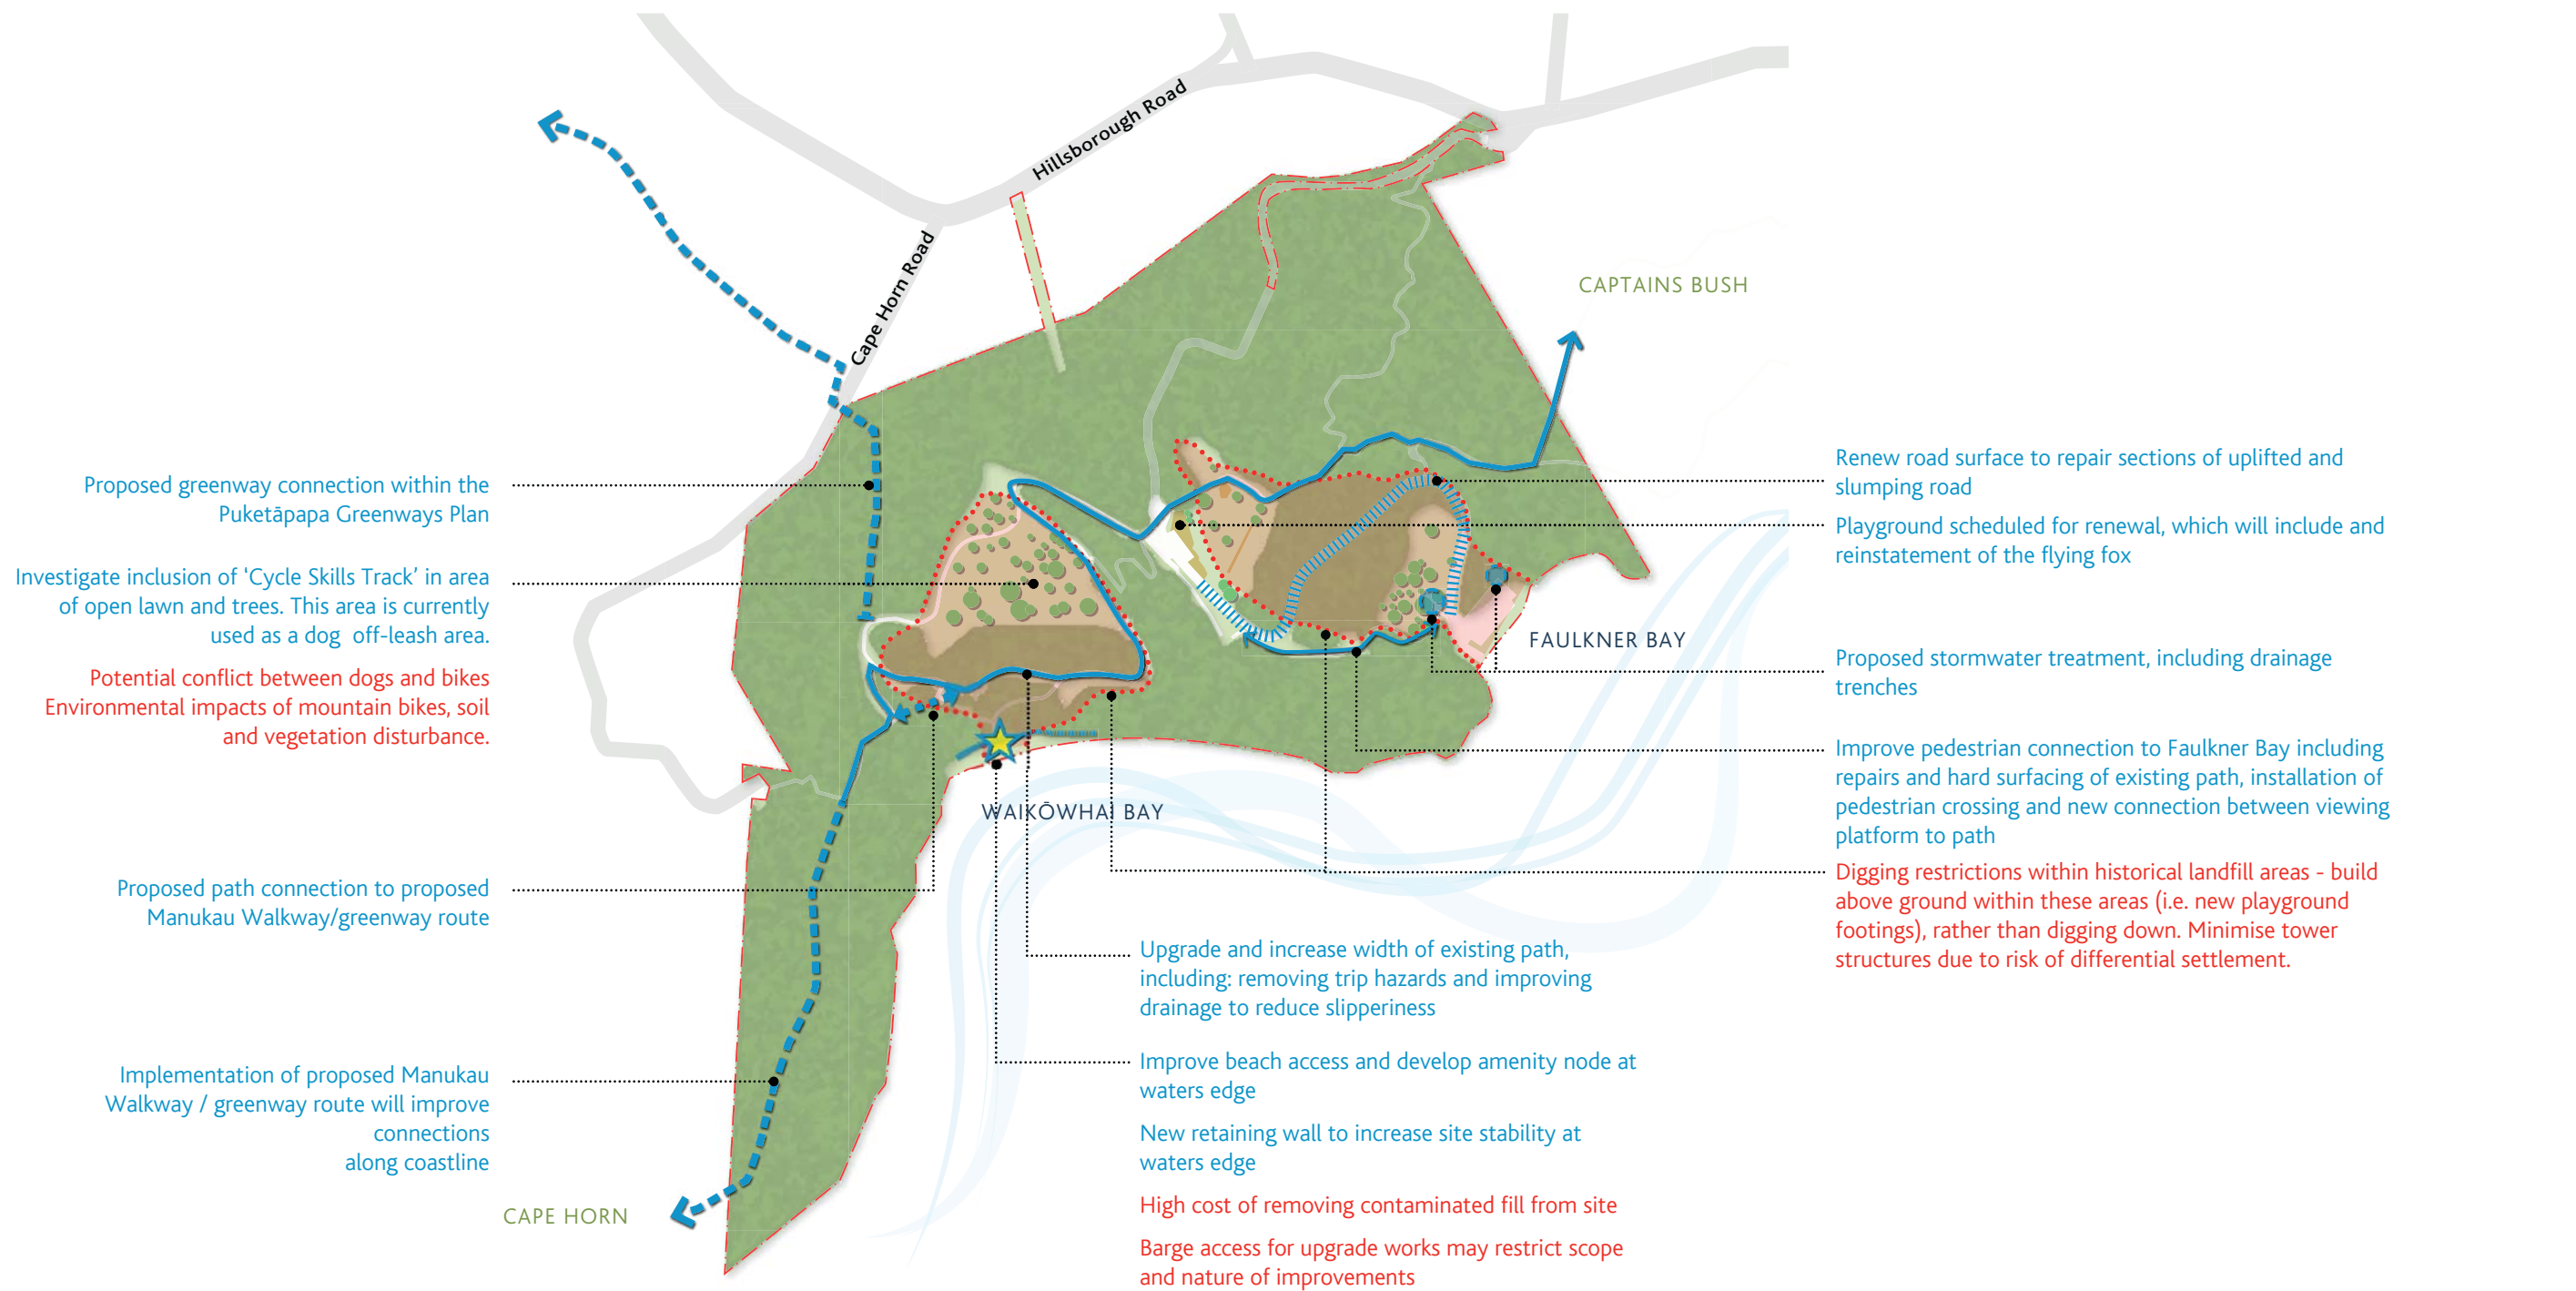 Hillsborough Road
Cape Horn Road
CAPTAINS BUSH
Proposed greenway connection within the
Puketāpapa Greenways Plan
Investigate inclusion of ‘Cycle Skills Track’ in area
of open lawn and trees. This area is currently
used as a dog off-leash area.
Potential conflict between dogs and bikes
Environmental impacts of mountain bikes, soil
and vegetation disturbance.
Proposed path connection to proposed
Manukau Walkway/greenway route
Implementation of proposed Manukau
Walkway / greenway route will improve
connections
along coastline
CAPE HORN
WAIKŌWHAI BAY
FAULKNER BAY
Upgrade and increase width of existing path,
including: removing trip hazards and improving
drainage to reduce slipperiness
Improve beach access and develop amenity node at
waters edge
New retaining wall to increase site stability at
waters edge
High cost of removing contaminated fill from site
Barge access for upgrade works may restrict scope
and nature of improvements
Renew road surface to repair sections of uplifted and
slumping road
Playground scheduled for renewal, which will include and
reinstatement of the flying fox
Proposed stormwater treatment, including drainage
trenches
Improve pedestrian connection to Faulkner Bay including
repairs and hard surfacing of existing path, installation of
pedestrian crossing and new connection between viewing
platform to path
Digging restrictions within historical landfill areas - build
above ground within these areas (i.e. new playground
footings), rather than digging down. Minimise tower
structures due to risk of differential settlement.